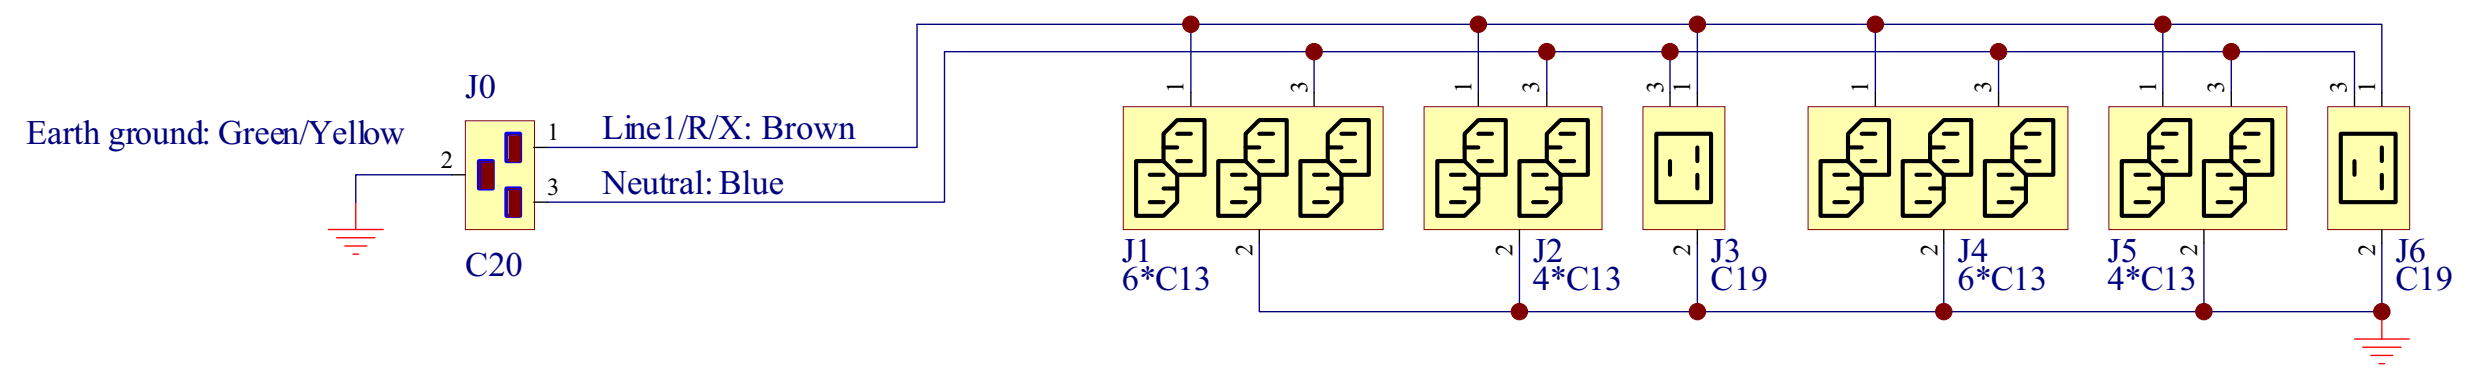 J0
Earth ground: Green/Yellow
2
1
Line1/R/X: Brown
3
Neutral: Blue
C20
1 3 1 3 3 1 1 3 1 3 3 1
2 2 2 2 2 2
J1
6*C13
J2
4*C13
J3
C19
J4
6*C13
J5
4*C13
J6
C19